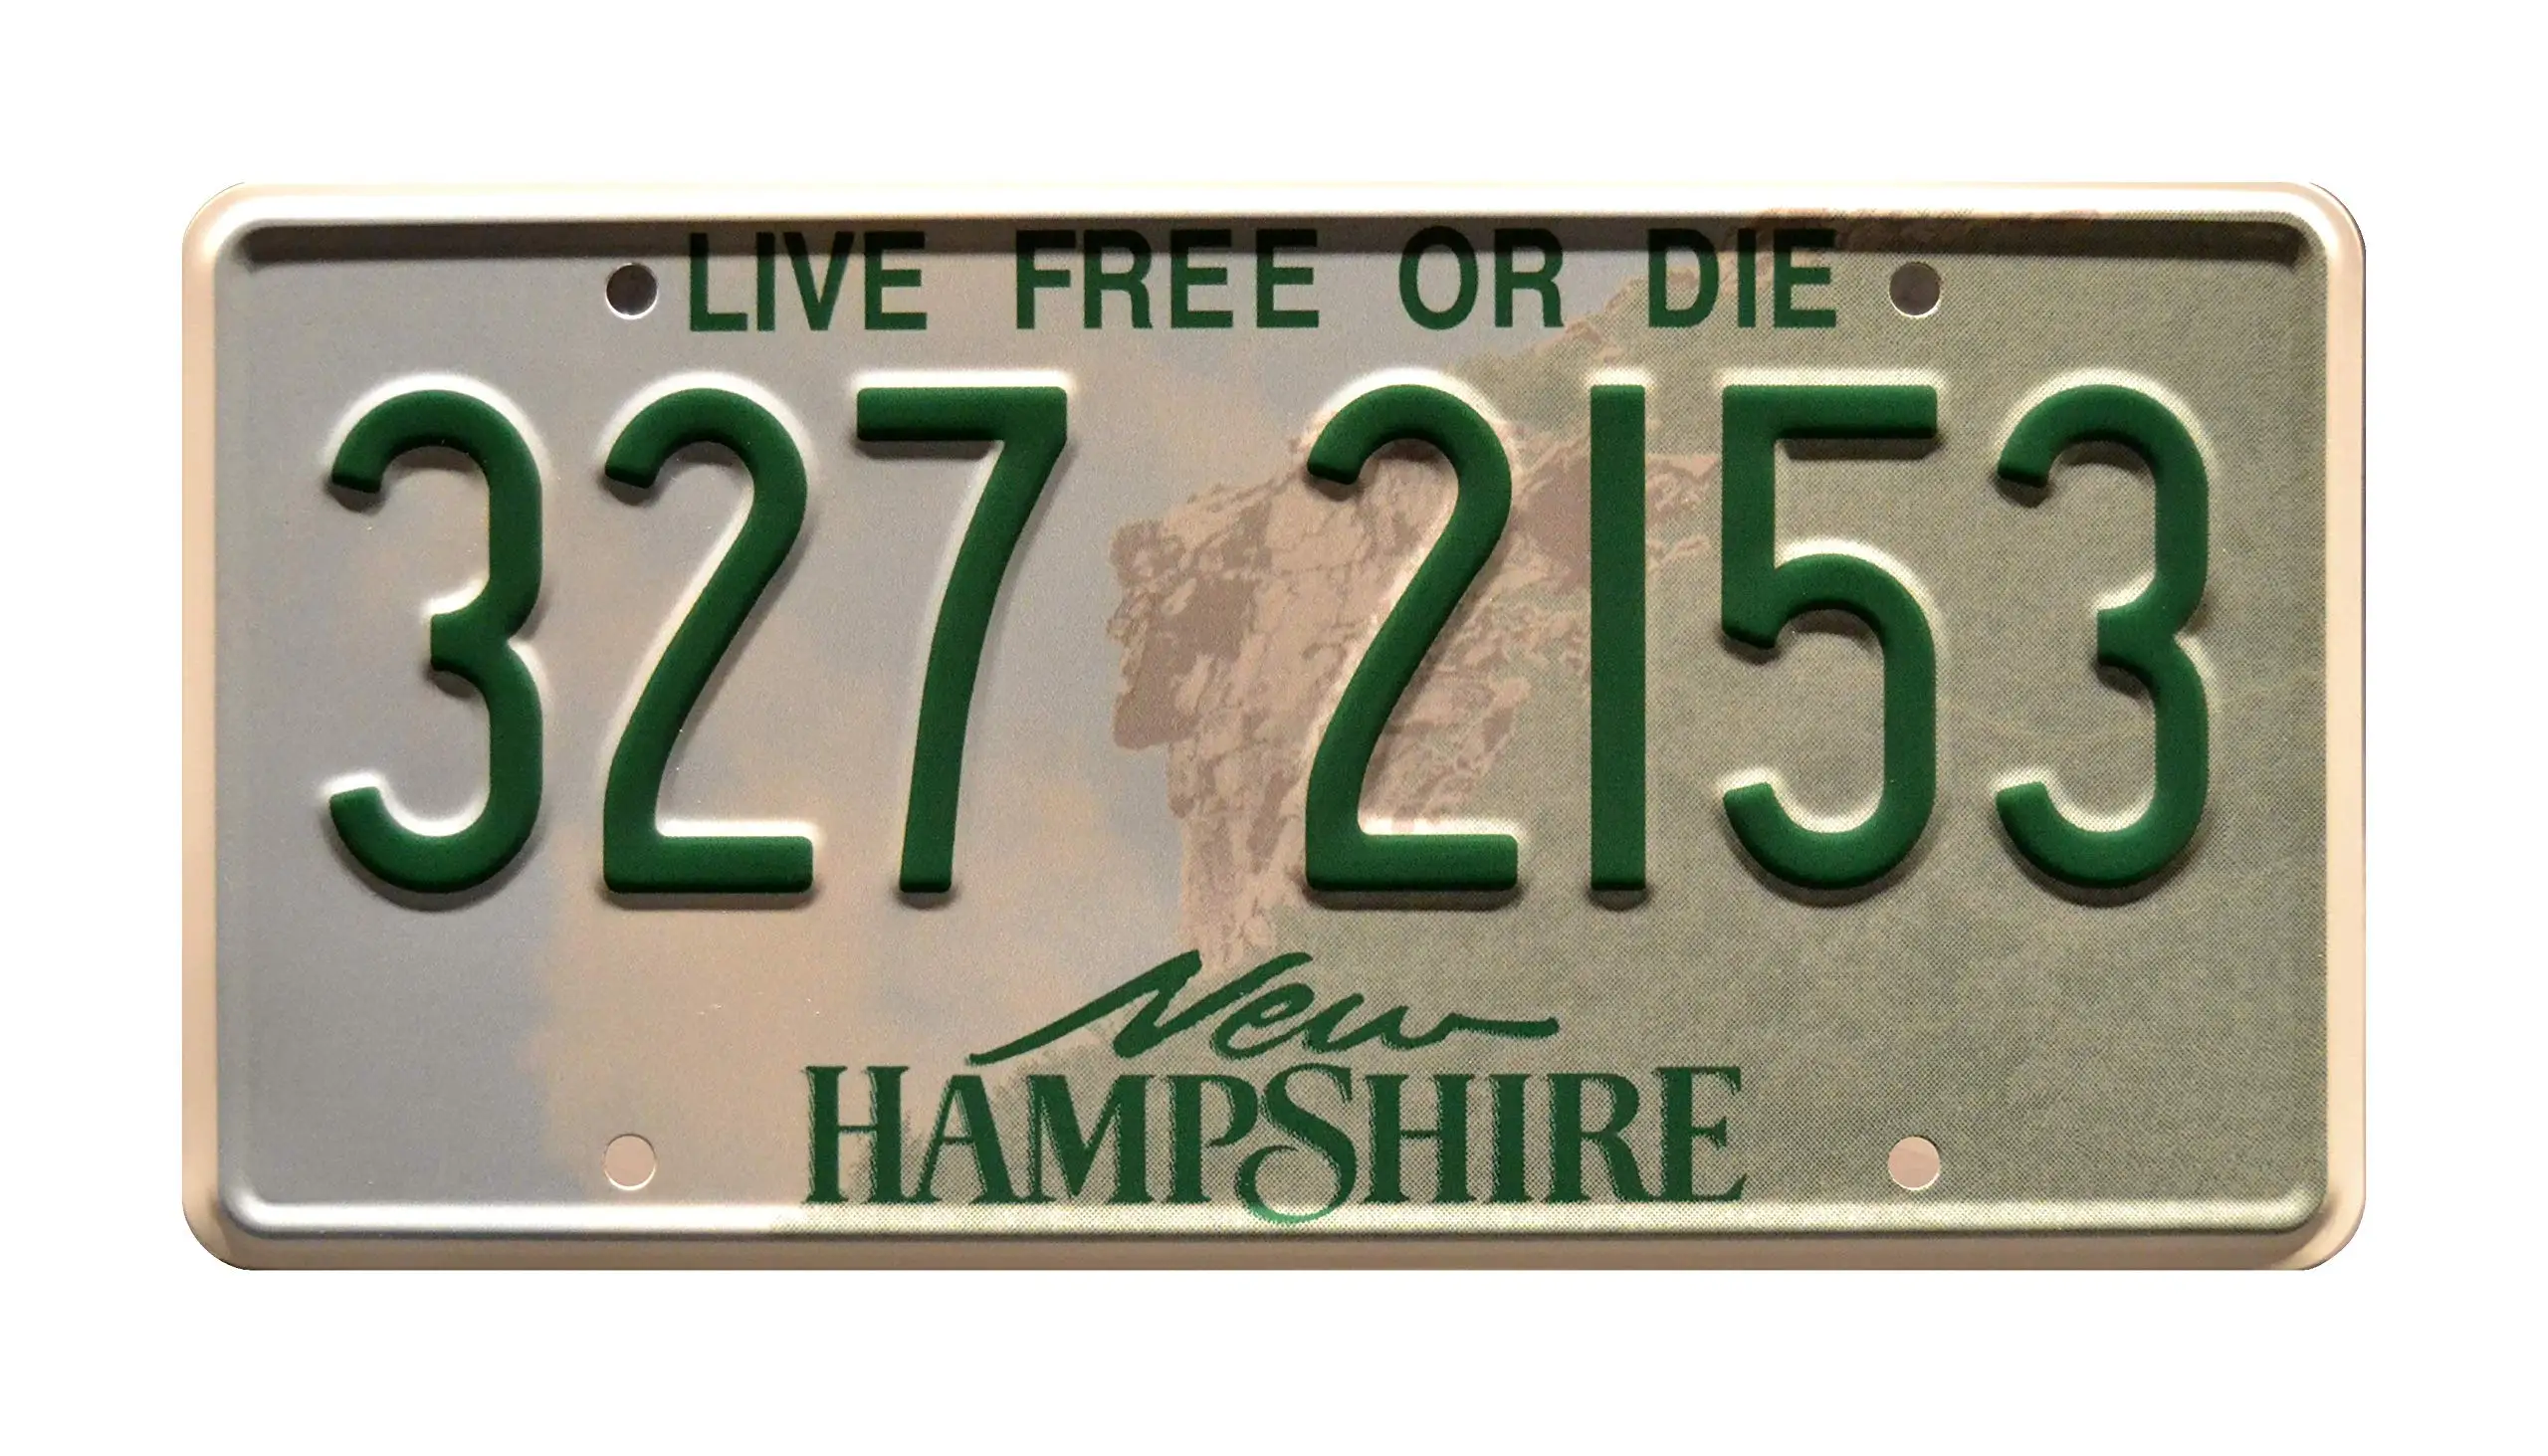 LIVE FREE OR DIE
327 2153
New
HAMPSHIRE